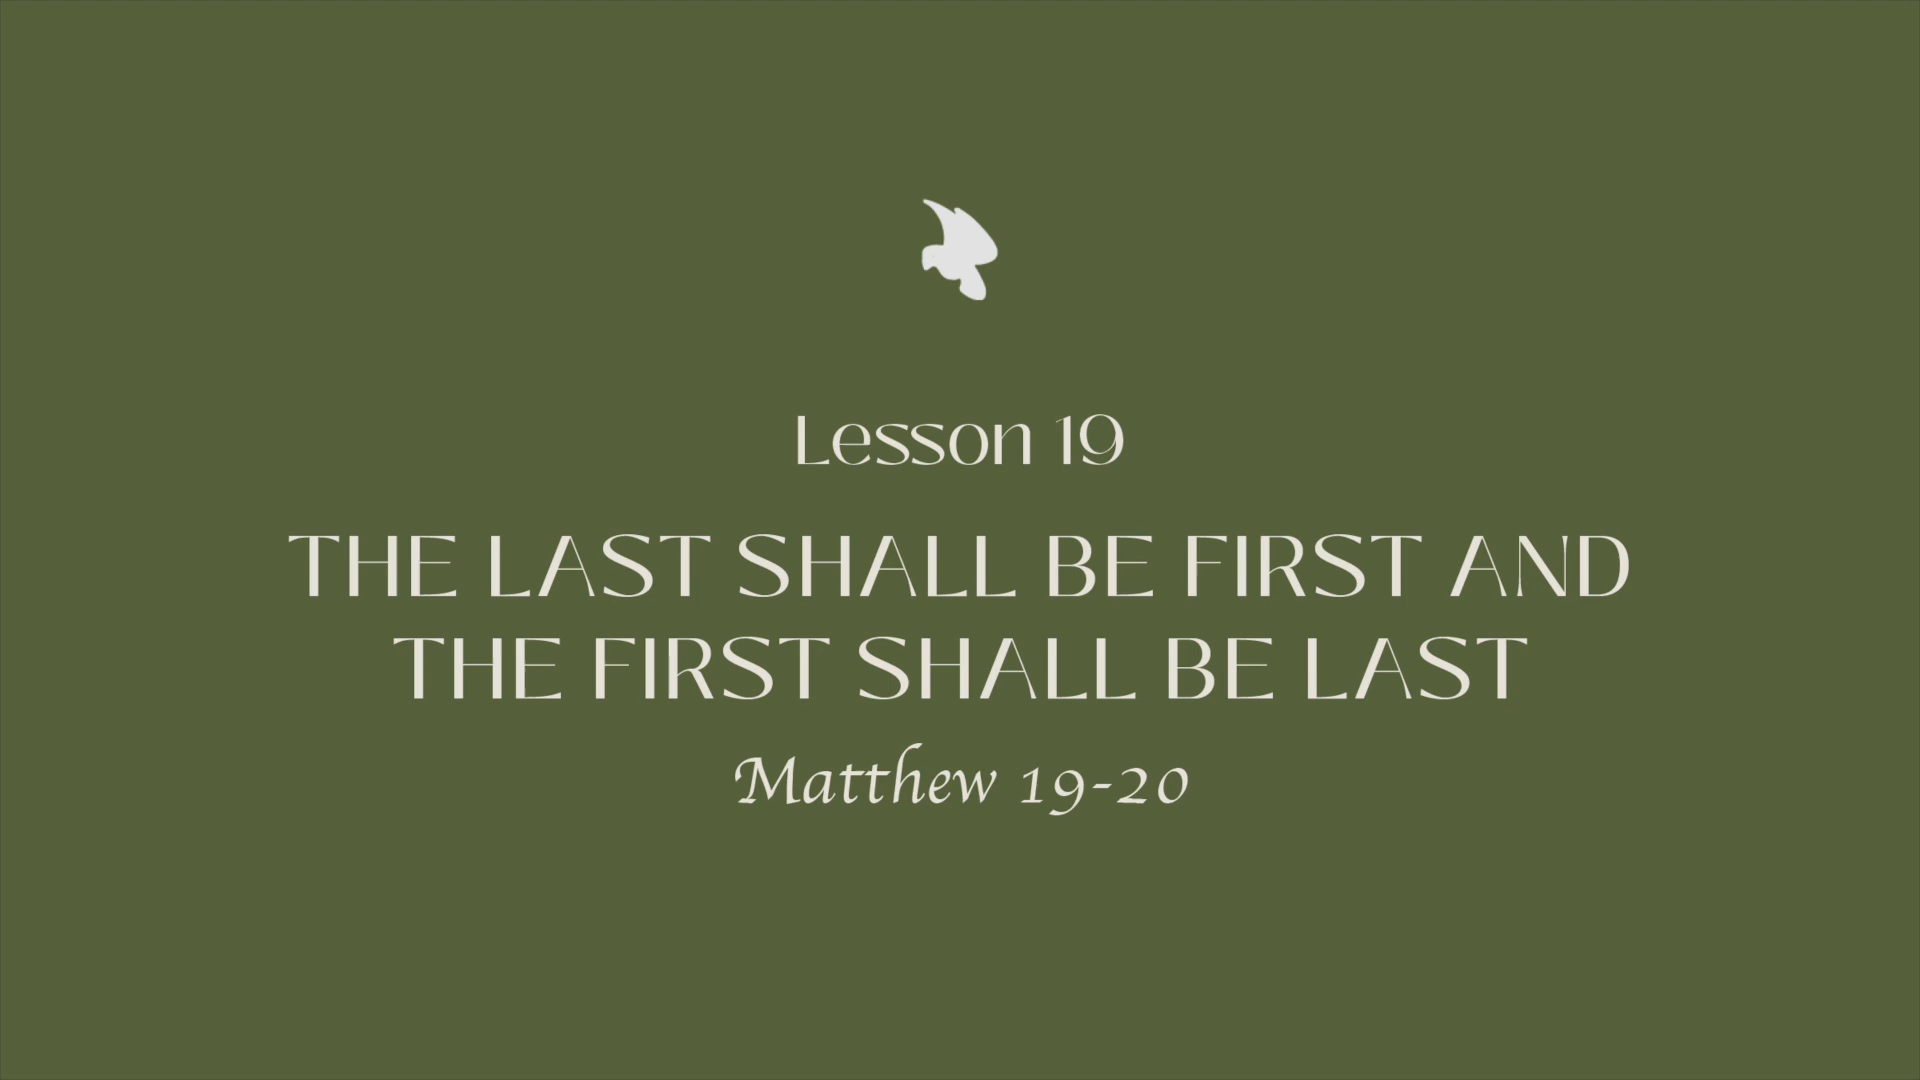 Lesson 19
THE LAST SHALL BE FIRST AND
THE FIRST SHALL BE LAST
Matthew 19-20